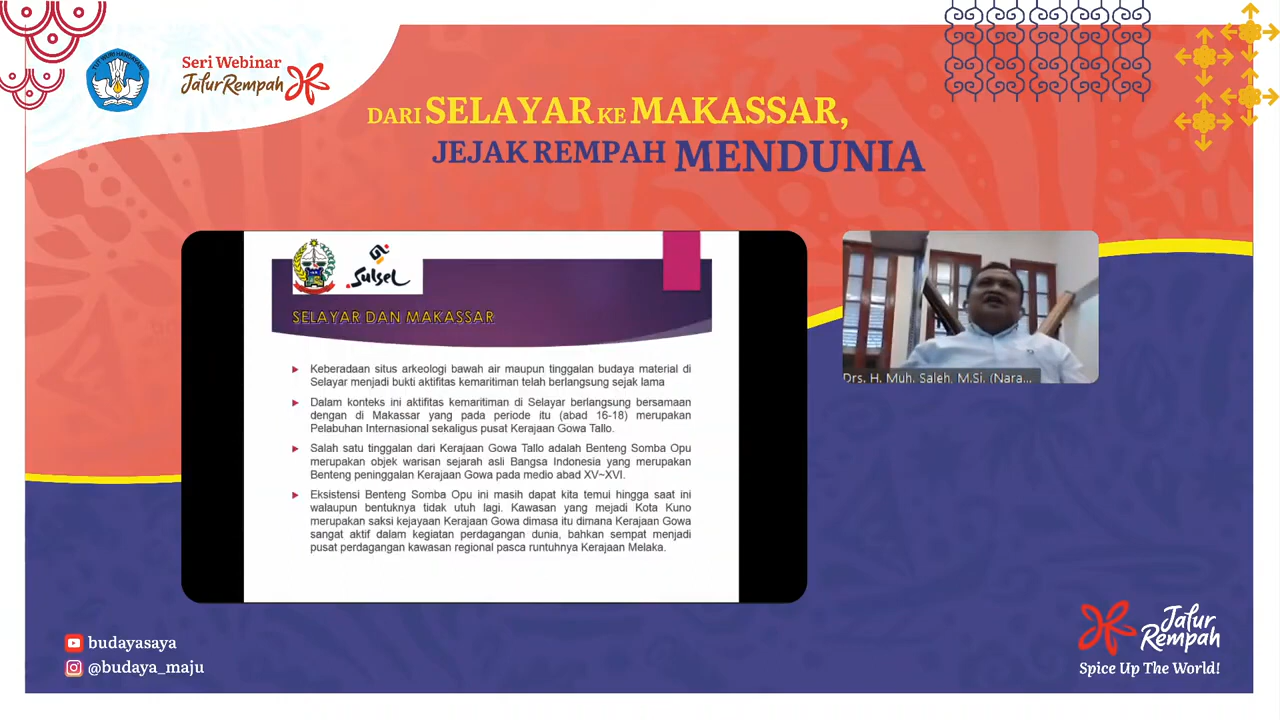 TUT WURI HANDAYANI
Seri Webinar
Jalur Rempah
DARI SELAYAR KE MAKASSAR,
JEJAK REMPAH MENDUNIA
Sulsel
SELAYAR DAN MAKASSAR
Keberadaan situs arkeologi bawah air maupun tinggalan budaya material di
Selayar menjadi bukti aktifitas kemaritiman telah berlangsung sejak lama
Dalam konteks ini aktifitas kemaritiman di Selayar berlangsung bersamaan
dengan di Makassar yang pada periode itu (abad 16-18) merupakan
Pelabuhan Internasional sekaligus pusat Kerajaan Gowa Tallo.
Salah satu tinggalan dari Kerajaan Gowa Tallo adalah Benteng Somba Opu
merupakan objek warisan sejarah asli Bangsa Indonesia yang merupakan
Benteng peninggalan Kerajaan Gowa pada medio abad XV~XVI.
Eksistensi Benteng Somba Opu ini masih dapat kita temui hingga saat ini
walaupun bentuknya tidak utuh lagi. Kawasan yang mejadi Kota Kuno
merupakan saksi kejayaan Kerajaan Gowa dimasa itu dimana Kerajaan Gowa
sangat aktif dalam kegiatan perdagangan dunia, bahkan sempat menjadi
pusat perdagangan kawasan regional pasca runtuhnya Kerajaan Melaka.
Drs. H. Muh. Saleh, M.Si. (Nara...
budayasaya
@budaya_maju
Jalur
Rempah
Spice Up The World!